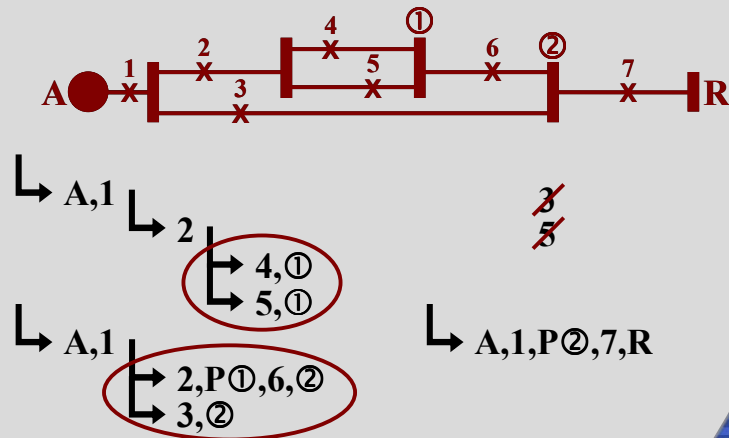 4 ①
2 6 ②
1 5 7
A 3 R
A,1
2
4,①
5,①
3
5
A,1
2,P①,6,②
3,②
A,1,P②,7,R